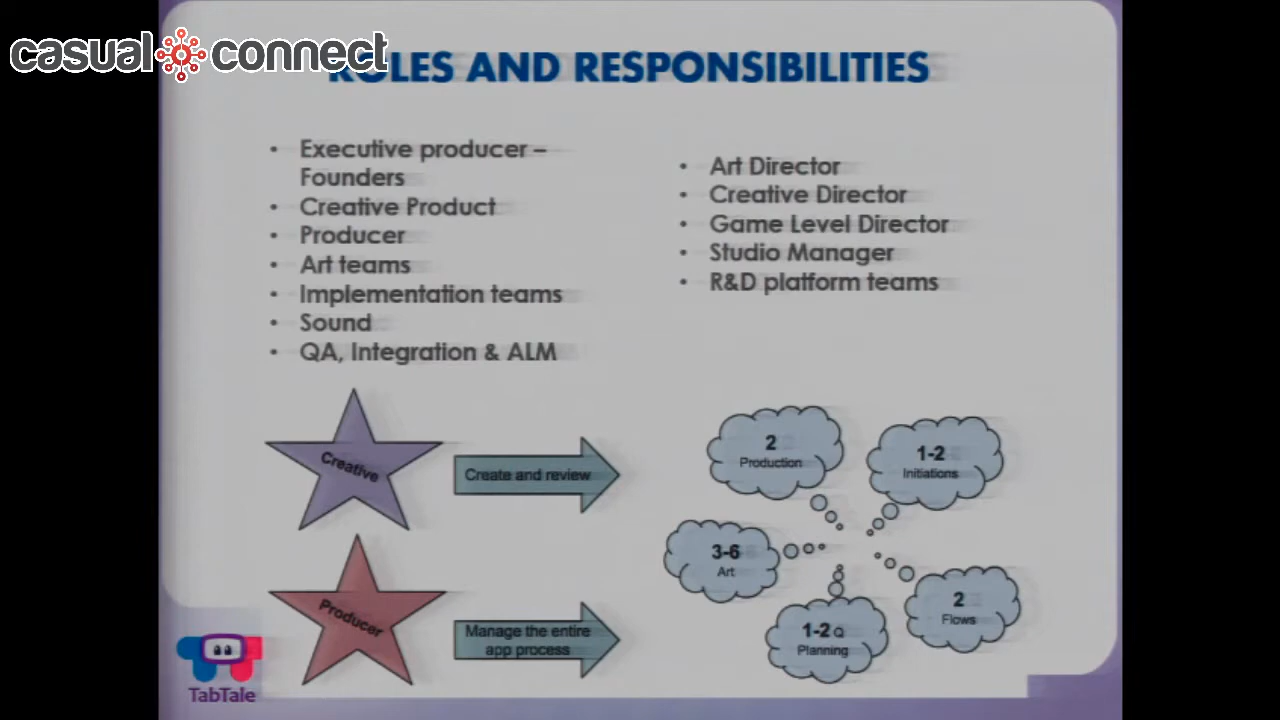 casual connect
ROLES AND RESPONSIBILITIES
• Executive producer –
Founders
• Creative Product
• Producer
• Art teams
• Implementation teams
• Sound
• QA, Integration & ALM
• Art Director
• Creative Director
• Game Level Director
• Studio Manager
• R&D platform teams
Creative
Create and review
Producer
Manage the entire
app process
2
Production
1-2
Initiations
3-6
Art
2
Flows
1-2
Planning
TabTale